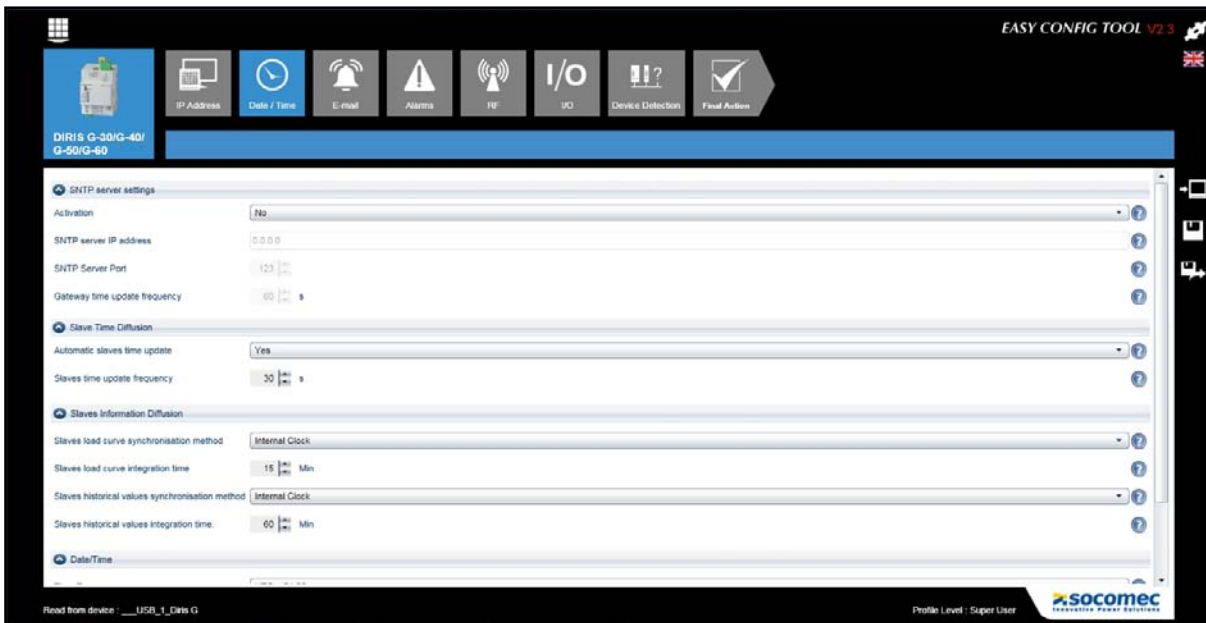 EASY CONFIG TOOL V2.3
IP Address
Date / Time
E-mail
Alarms
RF
I/O
I/O
?
Device Detection
Final Action
DIRIS G-30/G-40/
G-50/G-60
SNTP server settings
Activation No ?
SNTP server IP address 0.0.0.0 ?
SNTP Server Port 123 ?
Gateway time update frequency 60 s ?
Slave Time Diffusion
Automatic slaves time update Yes ?
Slaves time update frequency 30 s ?
Slaves Information Diffusion
Slaves load curve synchronisation method Internal Clock ?
Slaves load curve integration time 15 Min ?
Slaves historical values synchronisation method Internal Clock ?
Slaves historical values integration time. 60 Min ?
Date/Time
Read from device : ___USB_1_Diris G
Profile Level : Super User
socomec
Innovative Power Solutions